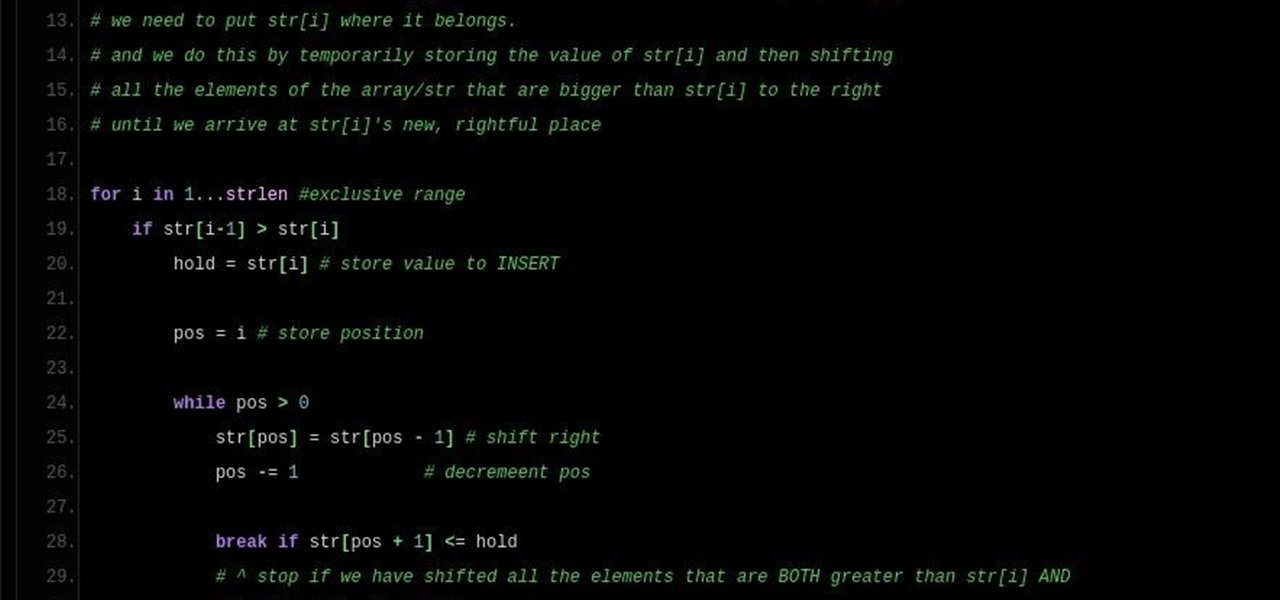 13. # we need to put str[i] where it belongs.
14. # and we do this by temporarily storing the value of str[i] and then shifting
15. # all the elements of the array/str that are bigger than str[i] to the right
16. # until we arrive at str[i]'s new, rightful place
17.
18. for i in 1...strlen #exclusive range
19.     if str[i-1] > str[i]
20.         hold = str[i] # store value to INSERT
21.
22.         pos = i # store position
23.
24.         while pos > 0
25.             str[pos] = str[pos - 1] # shift right
26.             pos -= 1            # decremeent pos
27.
28.             break if str[pos + 1] <= hold
29.             # ^ stop if we have shifted all the elements that are BOTH greater than str[i] AND